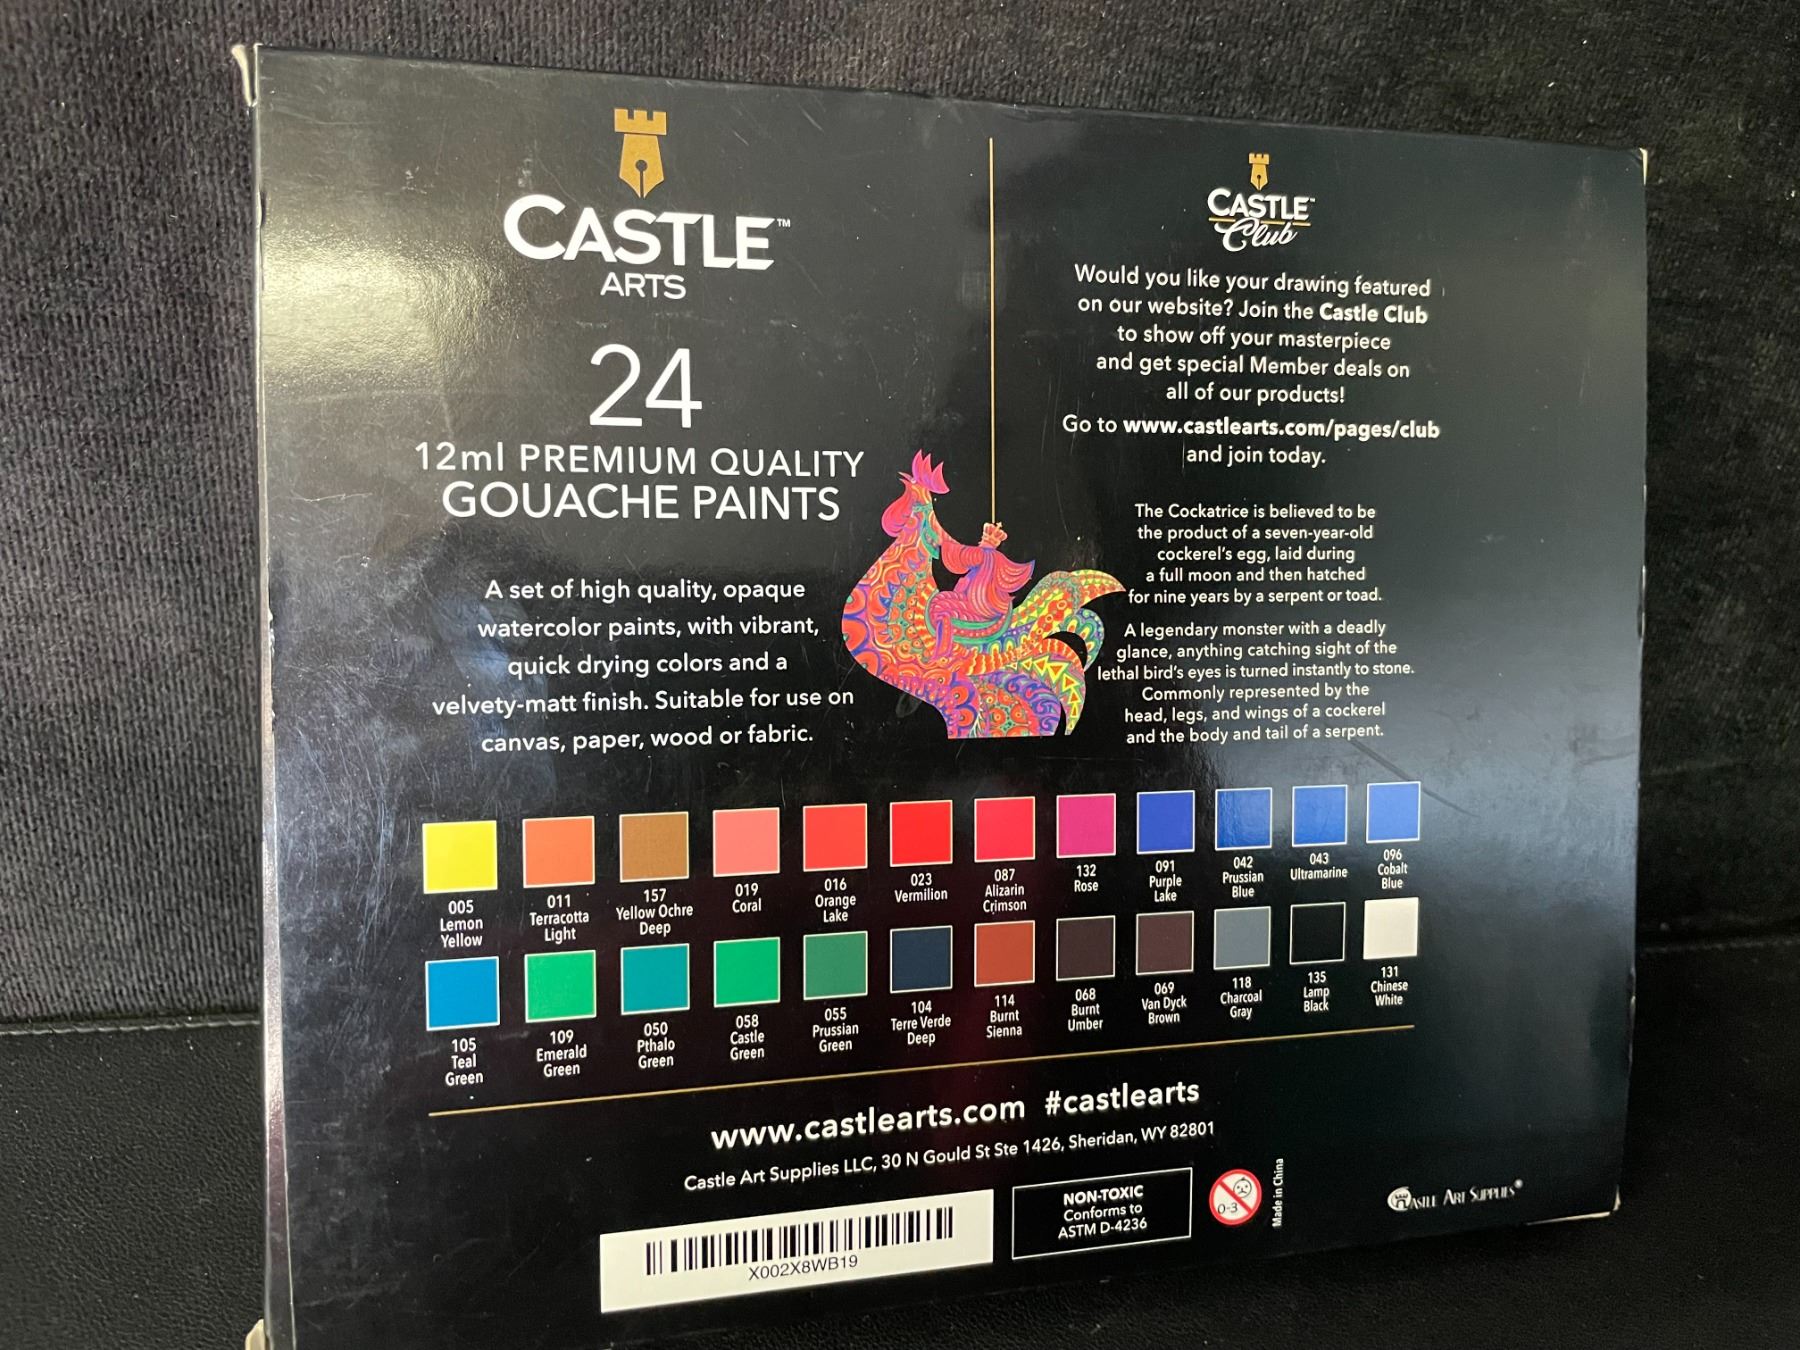 CASTLE™
ARTS
24
12ml PREMIUM QUALITY
GOUACHE PAINTS
A set of high quality, opaque
watercolor paints, with vibrant,
quick drying colors and a
velvety-matt finish. Suitable for use on
canvas, paper, wood or fabric.
CASTLE™
Club
Would you like your drawing featured
on our website? Join the Castle Club
to show off your masterpiece
and get special Member deals on
all of our products!
Go to www.castlearts.com/pages/club
and join today.
The Cockatrice is believed to be
the product of a seven-year-old
cockerel's egg, laid during
a full moon and then hatched
for nine years by a serpent or toad.
A legendary monster with a deadly
glance, anything catching sight of the
lethal bird's eyes is turned instantly to stone.
Commonly represented by the
head, legs, and wings of a cockerel
and the body and tail of a serpent.
005
Lemon
Yellow
011
Terracotta
Light
157
Yellow Ochre
Deep
019
Coral
016
Orange
Lake
023
Vermilion
087
Alizarin
Crimson
132
Rose
091
Purple
Lake
042
Prussian
Blue
043
Ultramarine
096
Cobalt
Blue
105
Teal
Green
109
Emerald
Green
050
Pthalo
Green
058
Castle
Green
055
Prussian
Green
104
Terre Verde
Deep
114
Burnt
Sienna
068
Burnt
Umber
069
Van Dyck
Brown
118
Charcoal
Gray
135
Lamp
Black
131
Chinese
White
www.castlearts.com #castlearts
Castle Art Supplies LLC, 30 N Gould St Ste 1426, Sheridan, WY 82801
X002X8WB19
NON-TOXIC
Conforms to
ASTM D-4236
0-3
Made in China
CASTLE ART SUPPLIES®